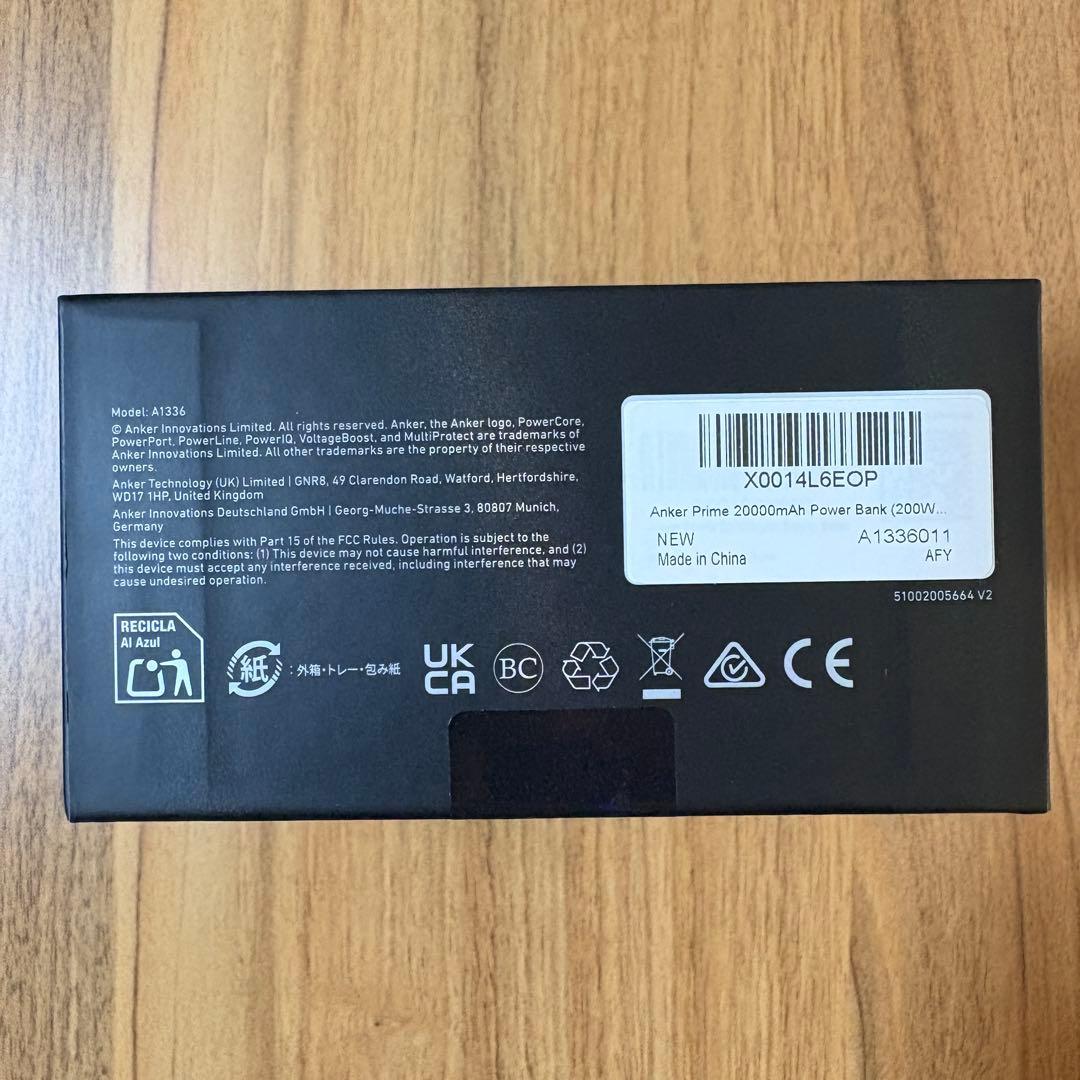 Model: A1336
© Anker Innovations Limited. All rights reserved. Anker, the Anker logo, PowerCore,
PowerPort, PowerLine, PowerIQ, VoltageBoost, and MultiProtect are trademarks of
Anker Innovations Limited. All other trademarks are the property of their respective
owners.
Anker Technology (UK) Limited | GNR8, 49 Clarendon Road, Watford, Hertfordshire,
WD17 1HP, United Kingdom
Anker Innovations Deutschland GmbH | Georg-Muche-Strasse 3, 80807 Munich,
Germany
This device complies with Part 15 of the FCC Rules. Operation is subject to the
following two conditions: (1) This device may not cause harmful interference, and (2)
this device must accept any interference received, including interference that may
cause undesired operation.
X0014L6EOP
Anker Prime 20000mAh Power Bank (200W...
NEW A1336011
Made in China AFY
51002005664 V2
RECICLA
Al Azul
紙 : 外箱・トレー・包み紙
UK
CA
BC
CE